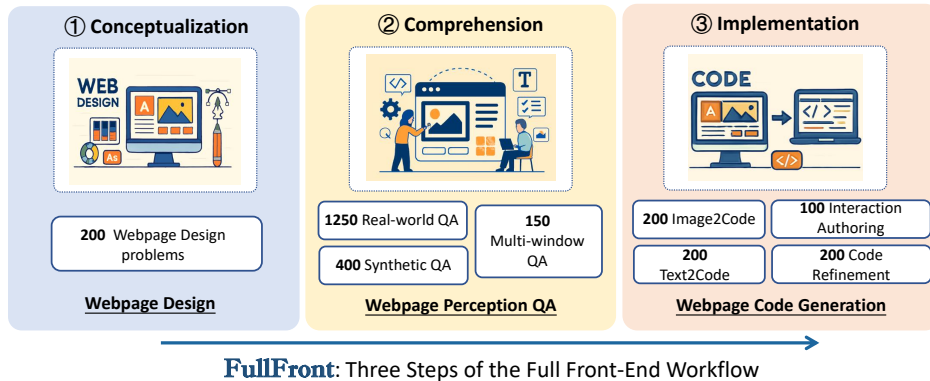 ① Conceptualization
WEB
DESIGN
A
As
200 Webpage Design
problems
Webpage Design
② Comprehension
</>
T
1250 Real-world QA
400 Synthetic QA
150
Multi-window
QA
Webpage Perception QA
③ Implementation
CODE
A
</>
</>
200 Image2Code
100 Interaction
Authoring
200
Text2Code
200 Code
Refinement
Webpage Code Generation
FullFront: Three Steps of the Full Front-End Workflow